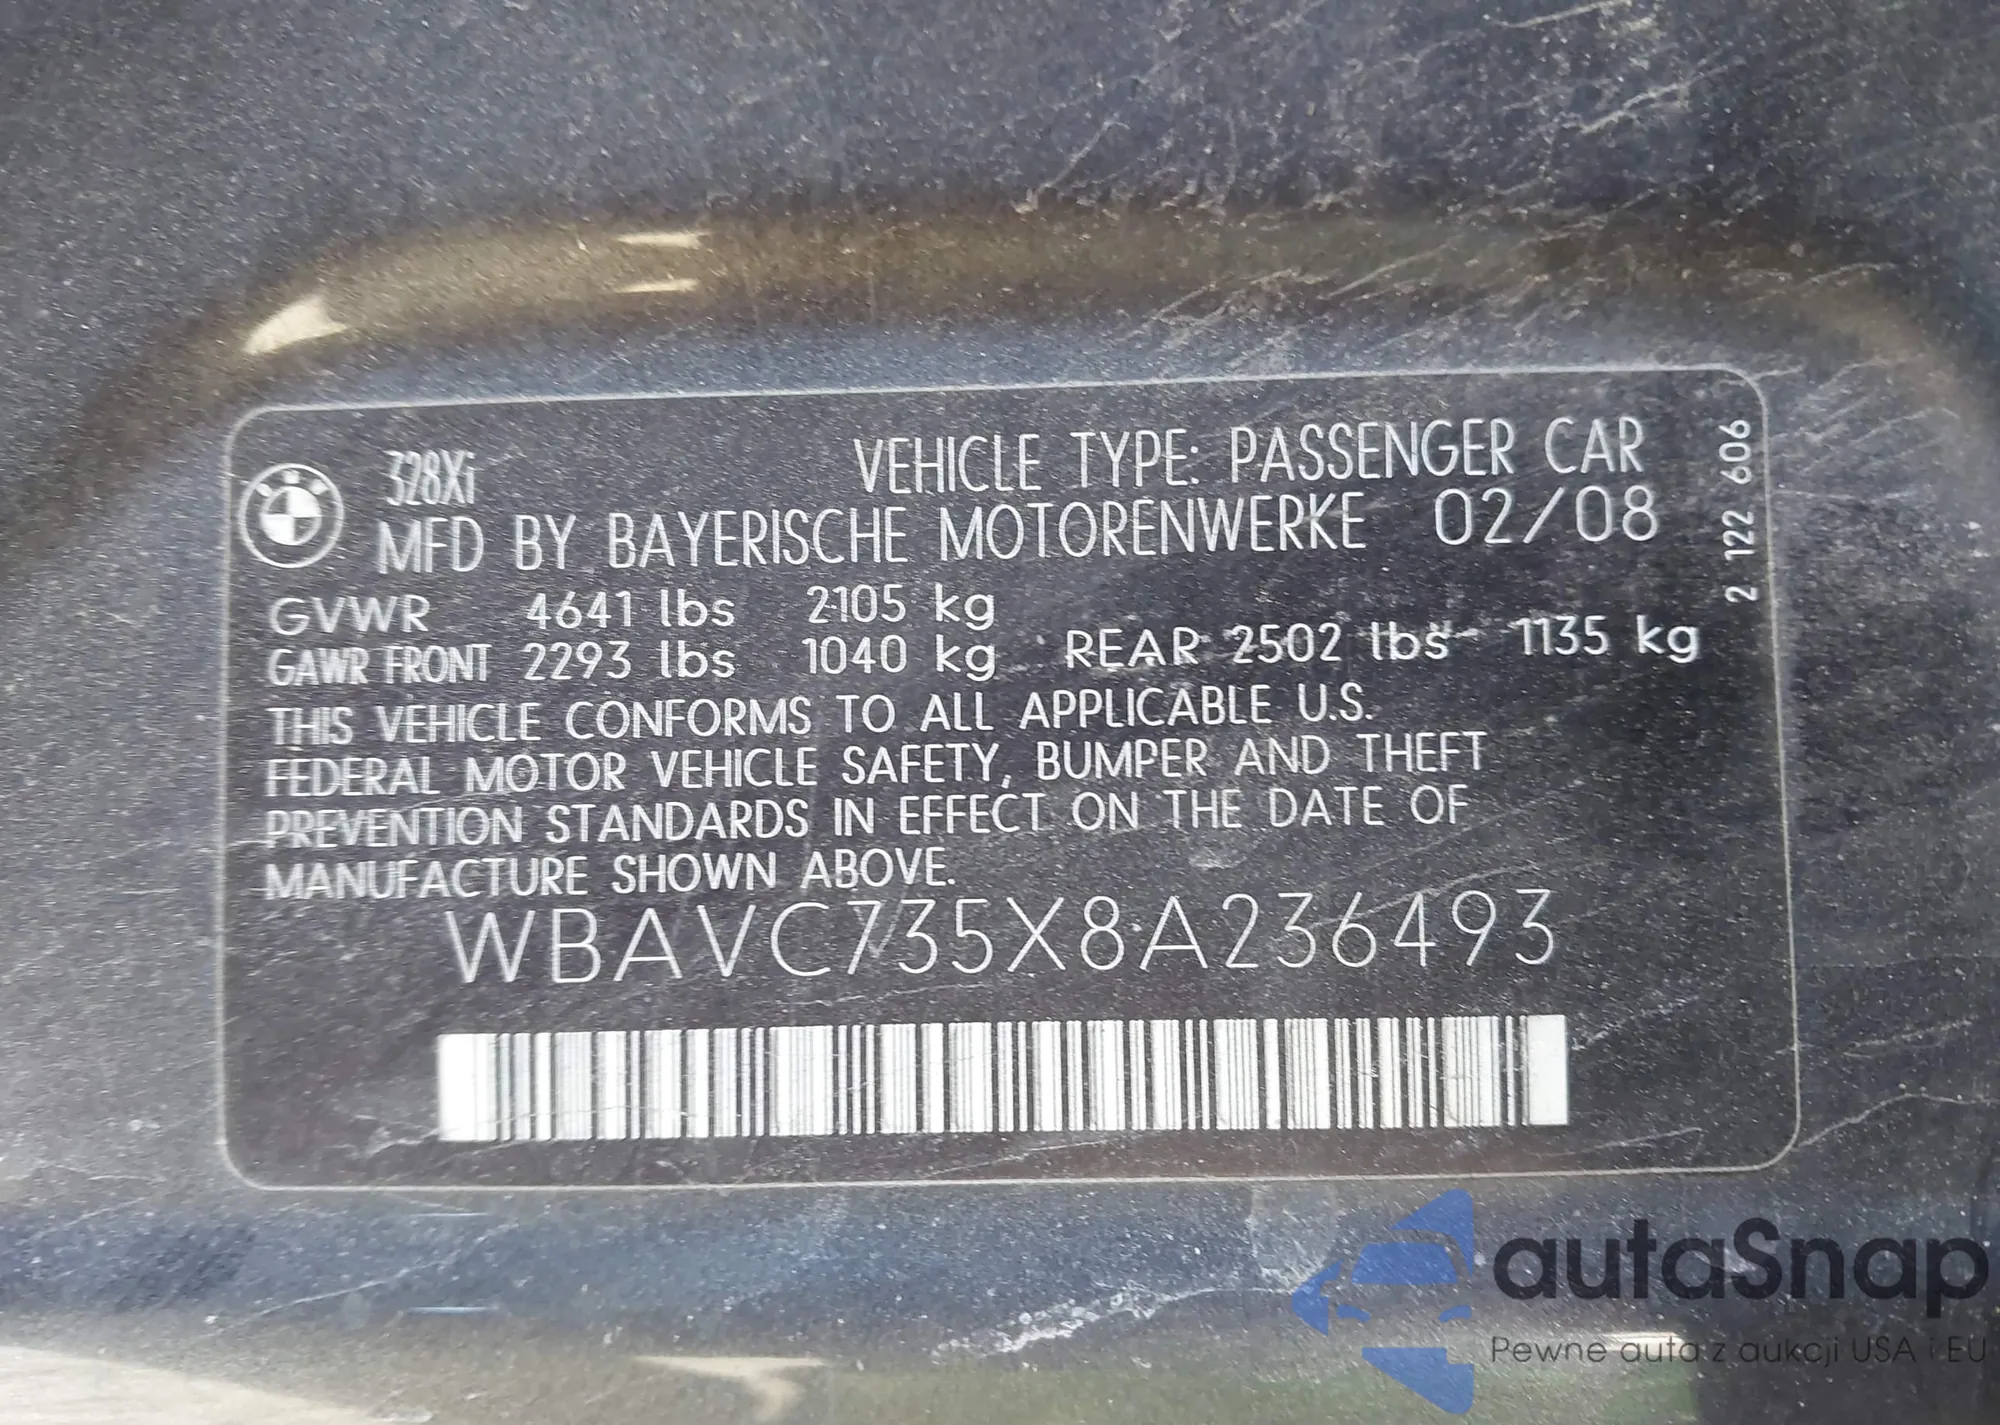 328Xi VEHICLE TYPE: PASSENGER CAR
MFD BY BAYERISCHE MOTORENWERKE 02/08
GVWR 4641 lbs 2105 kg
GAWR FRONT 2293 lbs 1040 kg REAR 2502 lbs 1135 kg
THIS VEHICLE CONFORMS TO ALL APPLICABLE U.S.
FEDERAL MOTOR VEHICLE SAFETY, BUMPER AND THEFT
PREVENTION STANDARDS IN EFFECT ON THE DATE OF
MANUFACTURE SHOWN ABOVE.
WBAVC735X8A236493
2 122 606
autaSnap
Pewne auta z aukcji USA i EU